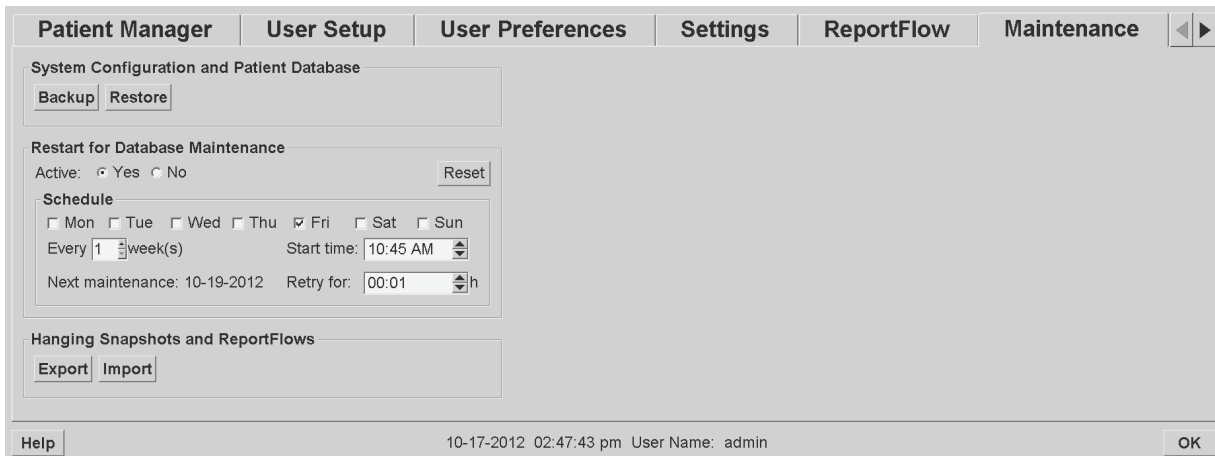 Patient Manager User Setup User Preferences Settings ReportFlow Maintenance
System Configuration and Patient Database
Backup Restore
Restart for Database Maintenance
Active: Yes No Reset
Schedule
Mon Tue Wed Thu Fri Sat Sun
Every 1 week(s) Start time: 10:45 AM
Next maintenance: 10-19-2012 Retry for: 00:01 h
Hanging Snapshots and ReportFlows
Export Import
Help 10-17-2012 02:47:43 pm User Name: admin OK